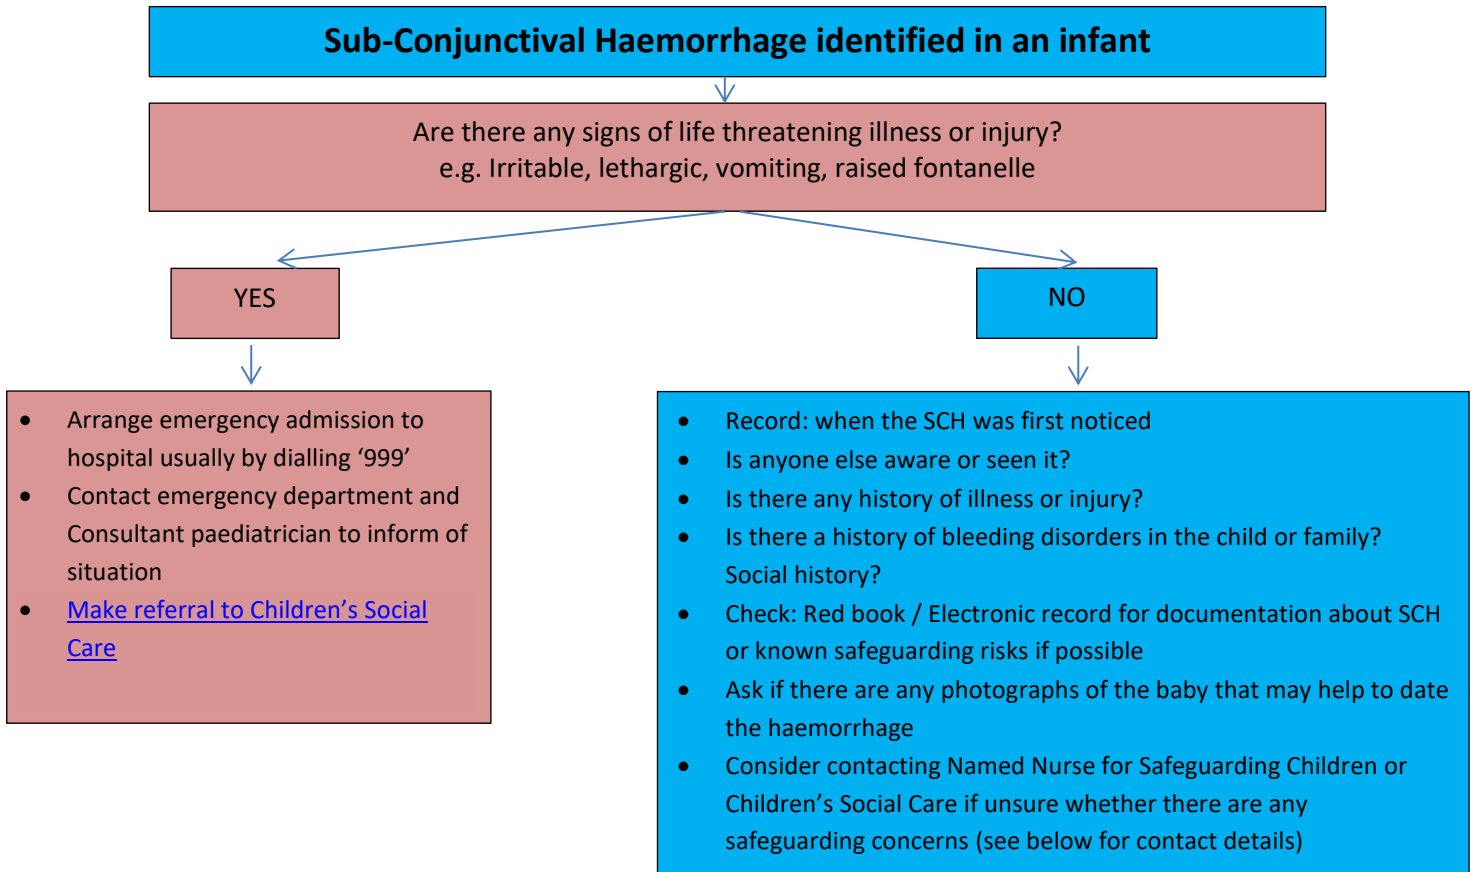 Sub-Conjunctival Haemorrhage identified in an infant
Are there any signs of life threatening illness or injury?
e.g. Irritable, lethargic, vomiting, raised fontanelle
YES
NO
• Arrange emergency admission to
hospital usually by dialling ‘999’
• Contact emergency department and
Consultant paediatrician to inform of
situation
• Make referral to Children’s Social
Care
• Record: when the SCH was first noticed
• Is anyone else aware or seen it?
• Is there any history of illness or injury?
• Is there a history of bleeding disorders in the child or family?
Social history?
• Check: Red book / Electronic record for documentation about SCH
or known safeguarding risks if possible
• Ask if there are any photographs of the baby that may help to date
the haemorrhage
• Consider contacting Named Nurse for Safeguarding Children or
Children’s Social Care if unsure whether there are any
safeguarding concerns (see below for contact details)